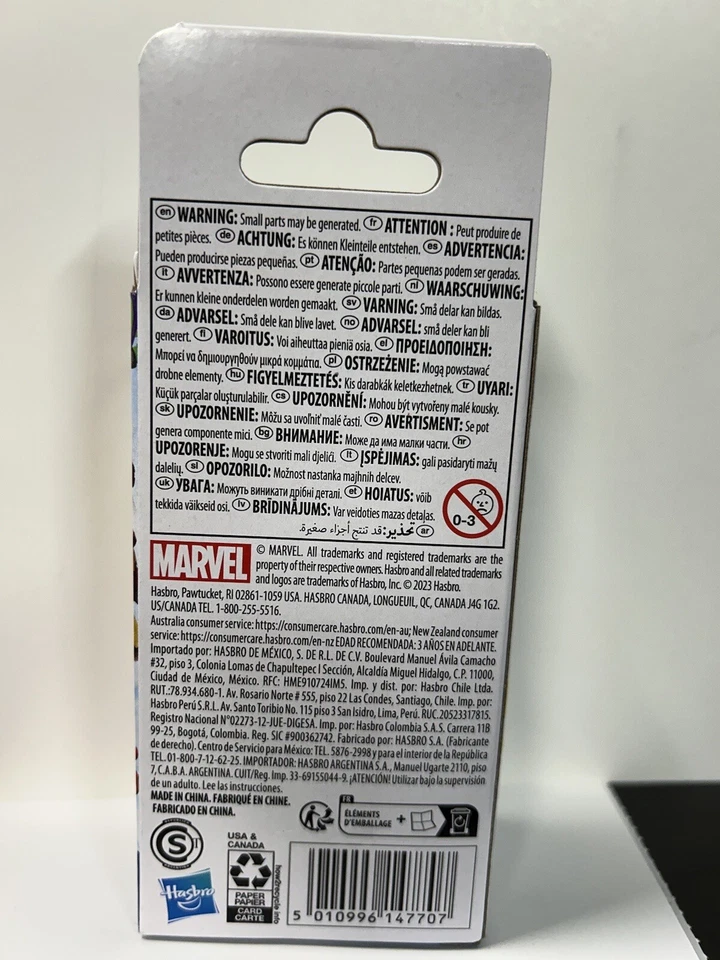 en WARNING: Small parts may be generated. fr ATTENTION : Peut produire de
petites pièces. de ACHTUNG: Es können Kleinteile entstehen. es ADVERTENCIA:
Pueden producirse piezas pequeñas. pt ATENÇÃO: Partes pequenas podem ser geradas.
it AVVERTENZA: Possono essere generate piccole parti. nl WAARSCHUWING:
Er kunnen kleine onderdelen worden gemaakt. sv VARNING: Små delar kan bildas.
da ADVARSEL: Små dele kan blive lavet. no ADVARSEL: små deler kan bli
generert. fi VAROITUS: Voi aiheuttaa pieniä osia. el ΠΡΟΕΙΔΟΠΟΙΗΣΗ:
Μπορεί να δημιουργηθούν μικρά κομμάτια. pl OSTRZEŻENIE: Mogą powstawać
drobne elementy. hu FIGYELMEZTETÉS: Kis darabkák keletkezhetnek. tr UYARI:
Küçük parçalar oluşturulabilir. cs UPOZORNĚNÍ: Mohou být vytvořeny malé kousky.
sk UPOZORNENIE: Môžu sa uvoľniť malé časti. ro AVERTISMENT: Se pot
genera componente mici. bg ВНИМАНИЕ: Може да има малки части. hr
UPOZORENJE: Mogu se stvoriti mali djelići. lt ĮSPĖJIMAS: gali pasidaryti mažų
dalelių. sl OPOZORILO: Možnost nastanka majhnih delcev.
uk УВАГА: Можуть виникати дрібні деталі. et HOIATUS: võib
tekkida väikseid osi. lv BRĪDINĀJUMS: Var veidoties mazas detaļas.
ar تحذير: قد تنتج أجزاء صغيرة.
0-3
MARVEL
© MARVEL. All trademarks and registered trademarks are the
property of their respective owners. Hasbro and all related trademarks
and logos are trademarks of Hasbro, Inc. © 2023 Hasbro.
Hasbro, Pawtucket, RI 02861-1059 USA. HASBRO CANADA, LONGUEUIL, QC, CANADA J4G 1G2.
US/CANADA TEL. 1-800-255-5516.
Australia consumer service: https://consumercare.hasbro.com/en-au; New Zealand consumer
service: https://consumercare.hasbro.com/en-nz EDAD RECOMENDADA: 3 AÑOS EN ADELANTE.
Importado por: HASBRO DE MÉXICO, S. DE R.L. DE C.V. Boulevard Manuel Ávila Camacho
#32, piso 3, Colonia Lomas de Chapultepec I Sección, Alcaldía Miguel Hidalgo, C.P. 11000,
Ciudad de México, México. RFC: HME910724IM5. Imp. y dist. por: Hasbro Chile Ltda.
RUT.:78.934.680-1. Av. Rosario Norte # 555, piso 22 Las Condes, Santiago, Chile. Imp. por:
Hasbro Perú S.R.L. Av. Santo Toribio No. 115 piso 3 San Isidro, Lima, Perú. RUC.20523317815.
Registro Nacional N°02273-12-JUE-DIGESA. Imp. por: Hasbro Colombia S.A.S. Carrera 11B
99-25, Bogotá, Colombia. Reg. SIC #900362742. Fabricado por: HASBRO S.A. (Fabricante
de derecho). Centro de Servicio para México: TEL. 5876-2998 y para el interior de la República
TEL. 01-800-7-12-62-25. IMPORTADOR: HASBRO ARGENTINA S.A., Manuel Ugarte 2110, piso
7, C.A.B.A. ARGENTINA. CUIT/Reg. Imp. 33-69155044-9. ¡ATENCIÓN! Utilizar bajo la supervisión
de un adulto. Lee las instrucciones.
MADE IN CHINA. FABRIQUÉ EN CHINE.
FABRICADO EN CHINA.
FR
ÉLÉMENTS
D'EMBALLAGE +
S
Hasbro
USA &
CANADA
PAPER
PAPIER
CARD
CARTE
how2recycle.info
5 010996 147707